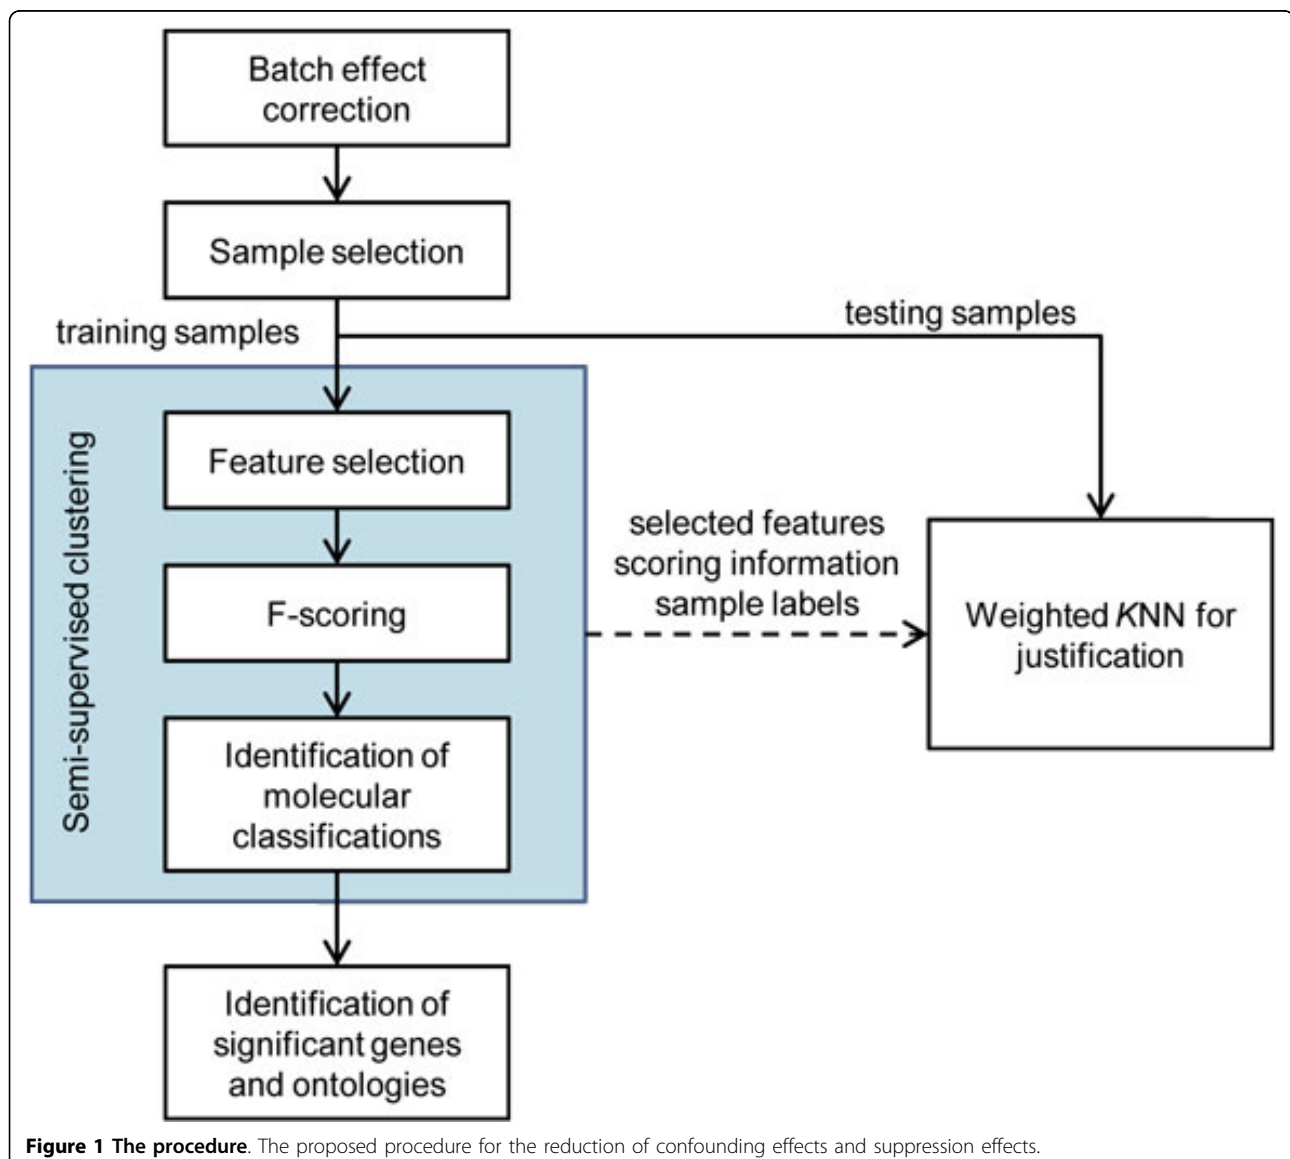 Batch effect
correction
Sample selection
training samples
testing samples
Semi-supervised clustering
Feature selection
F-scoring
Identification of
molecular
classifications
selected features
scoring information
sample labels
Weighted KNN for
justification
Identification of
significant genes
and ontologies
Figure 1 The procedure. The proposed procedure for the reduction of confounding effects and suppression effects.